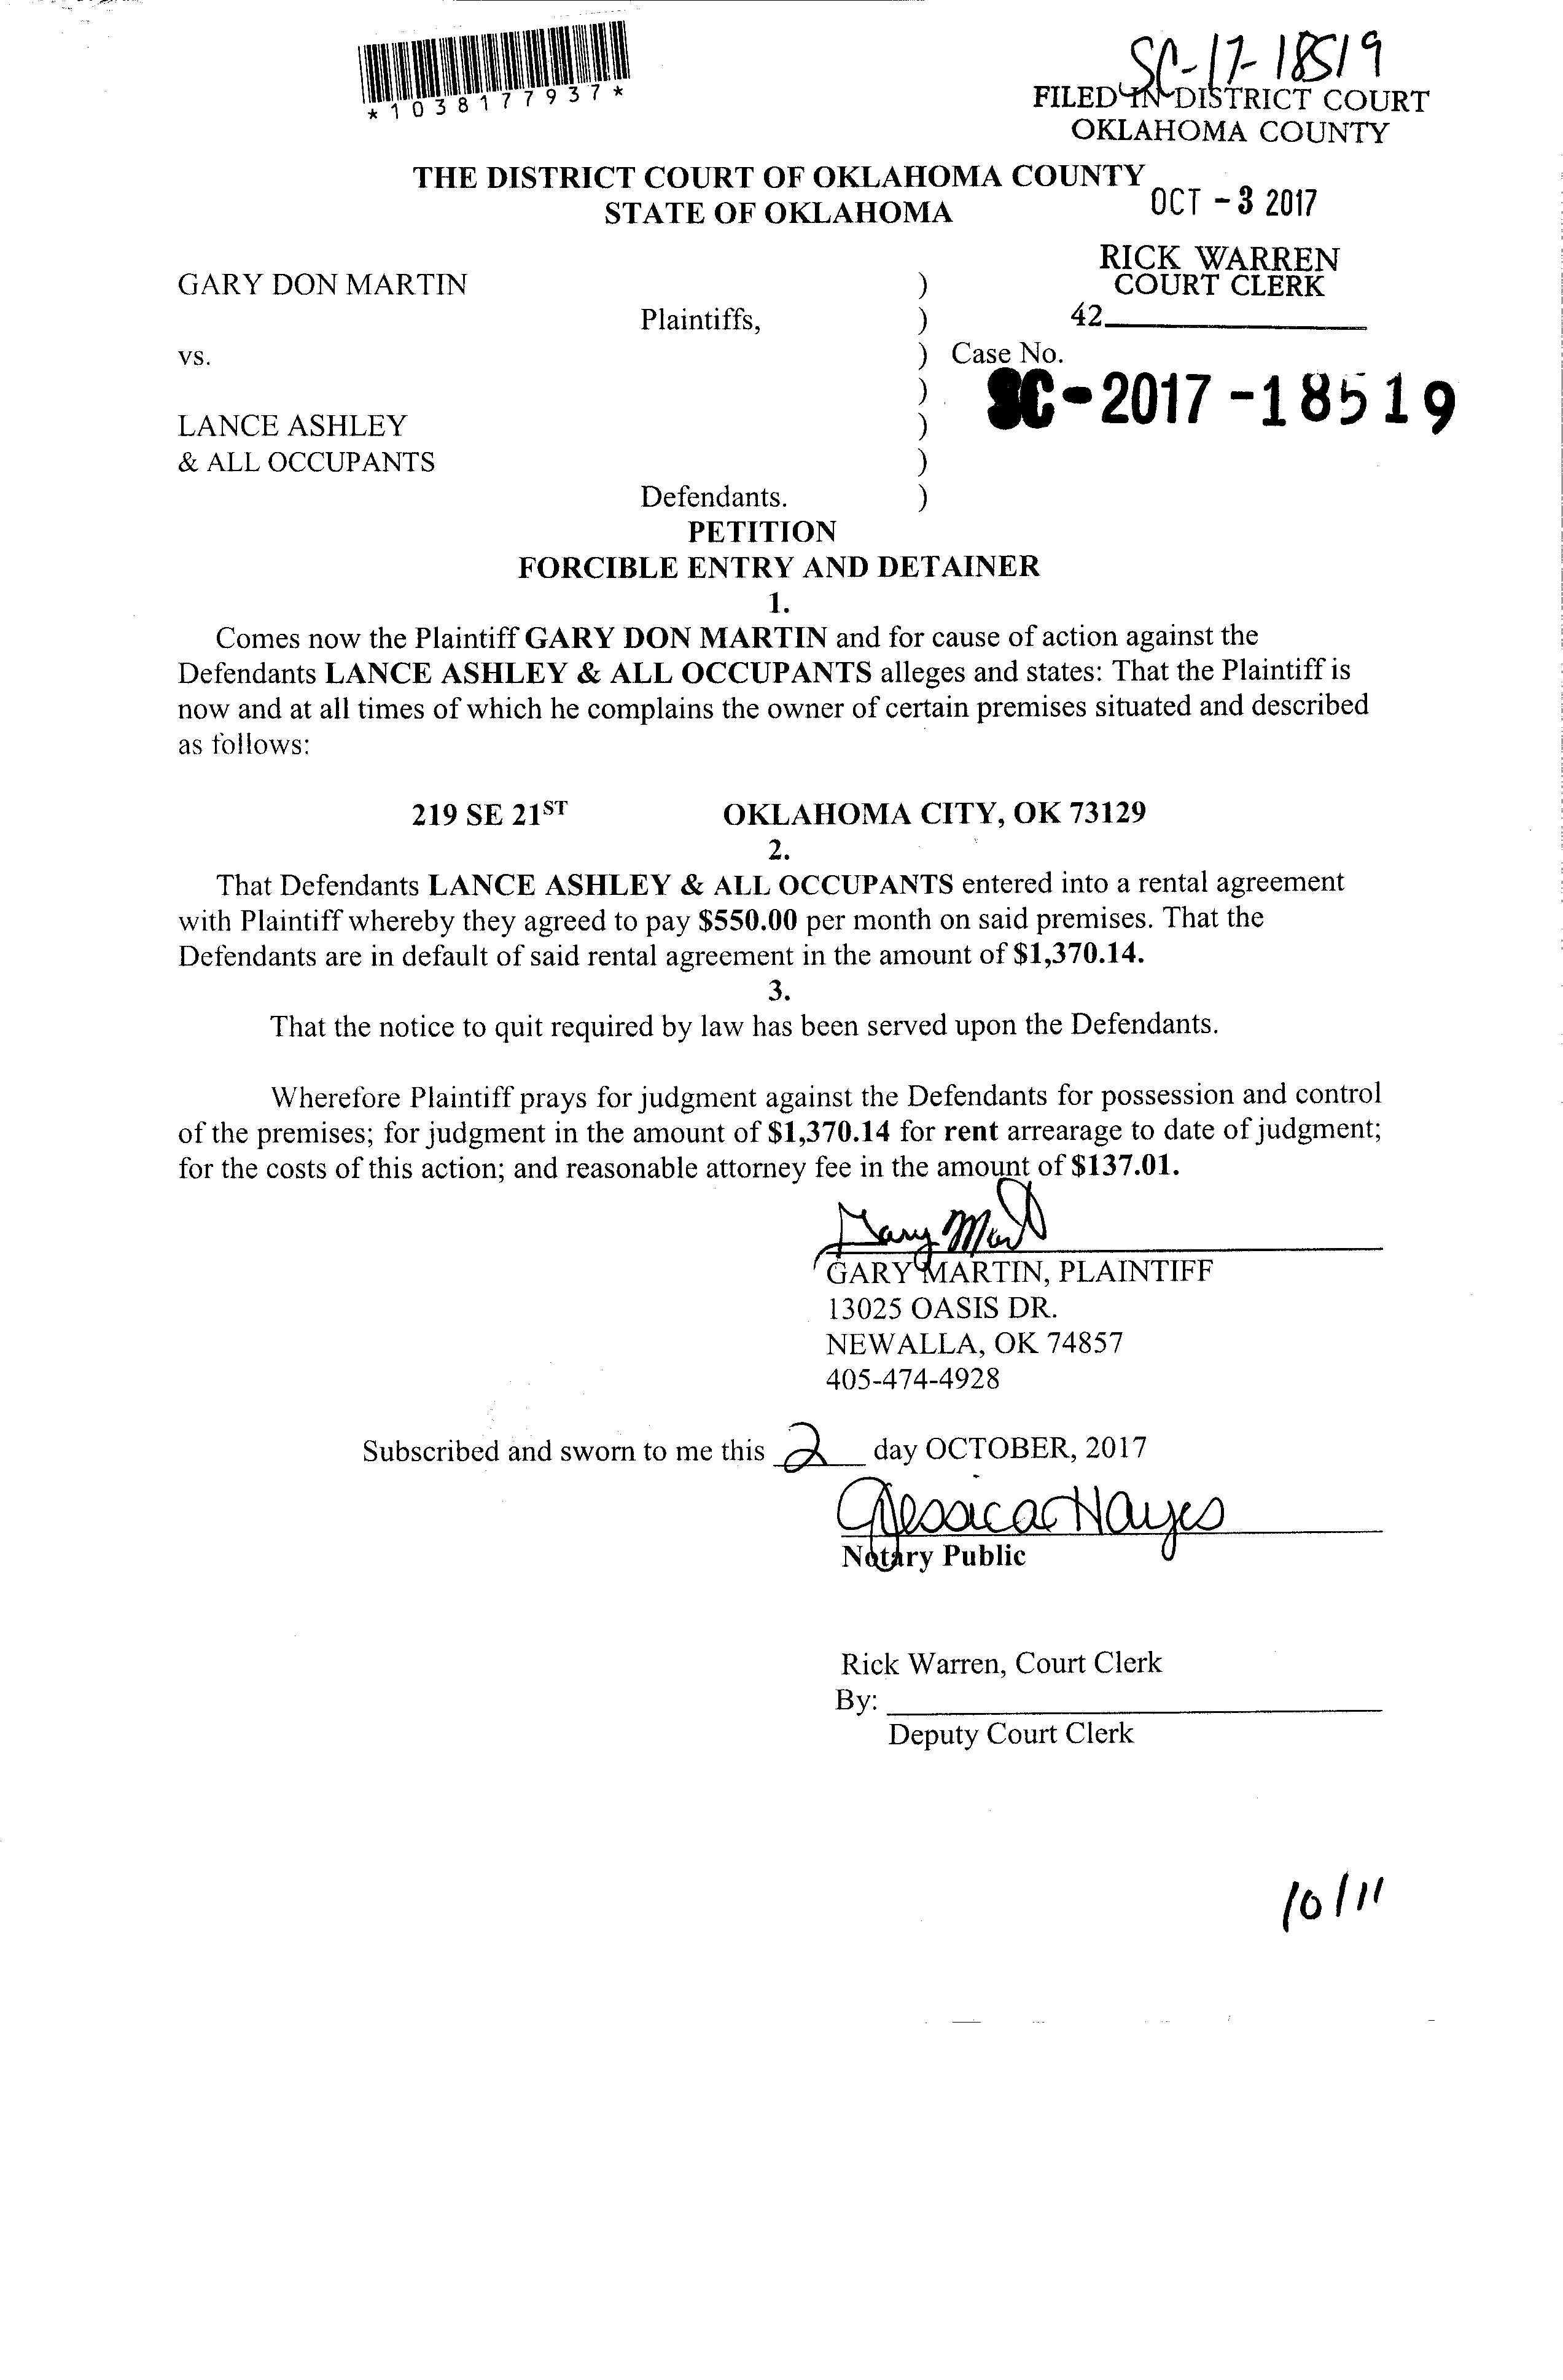 *1038177937*
SC-17-18519
FILED IN DISTRICT COURT
OKLAHOMA COUNTY
THE DISTRICT COURT OF OKLAHOMA COUNTY
STATE OF OKLAHOMA
OCT -3 2017
RICK WARREN
COURT CLERK
42
GARY DON MARTIN )
Plaintiffs, )
vs. ) Case No.
) SC-2017-18519
LANCE ASHLEY )
& ALL OCCUPANTS )
Defendants. )
PETITION
FORCIBLE ENTRY AND DETAINER
1.
Comes now the Plaintiff GARY DON MARTIN and for cause of action against the
Defendants LANCE ASHLEY & ALL OCCUPANTS alleges and states: That the Plaintiff is
now and at all times of which he complains the owner of certain premises situated and described
as follows:
219 SE 21ST OKLAHOMA CITY, OK 73129
2.
That Defendants LANCE ASHLEY & ALL OCCUPANTS entered into a rental agreement
with Plaintiff whereby they agreed to pay $550.00 per month on said premises. That the
Defendants are in default of said rental agreement in the amount of $1,370.14.
3.
That the notice to quit required by law has been served upon the Defendants.
Wherefore Plaintiff prays for judgment against the Defendants for possession and control
of the premises; for judgment in the amount of $1,370.14 for rent arrearage to date of judgment;
for the costs of this action; and reasonable attorney fee in the amount of $137.01.
Gary Mart
GARY MARTIN, PLAINTIFF
13025 OASIS DR.
NEWALLA, OK 74857
405-474-4928
Subscribed and sworn to me this 2 day OCTOBER, 2017
Jessica Hayes
Notary Public
Rick Warren, Court Clerk
By:
Deputy Court Clerk
10/11